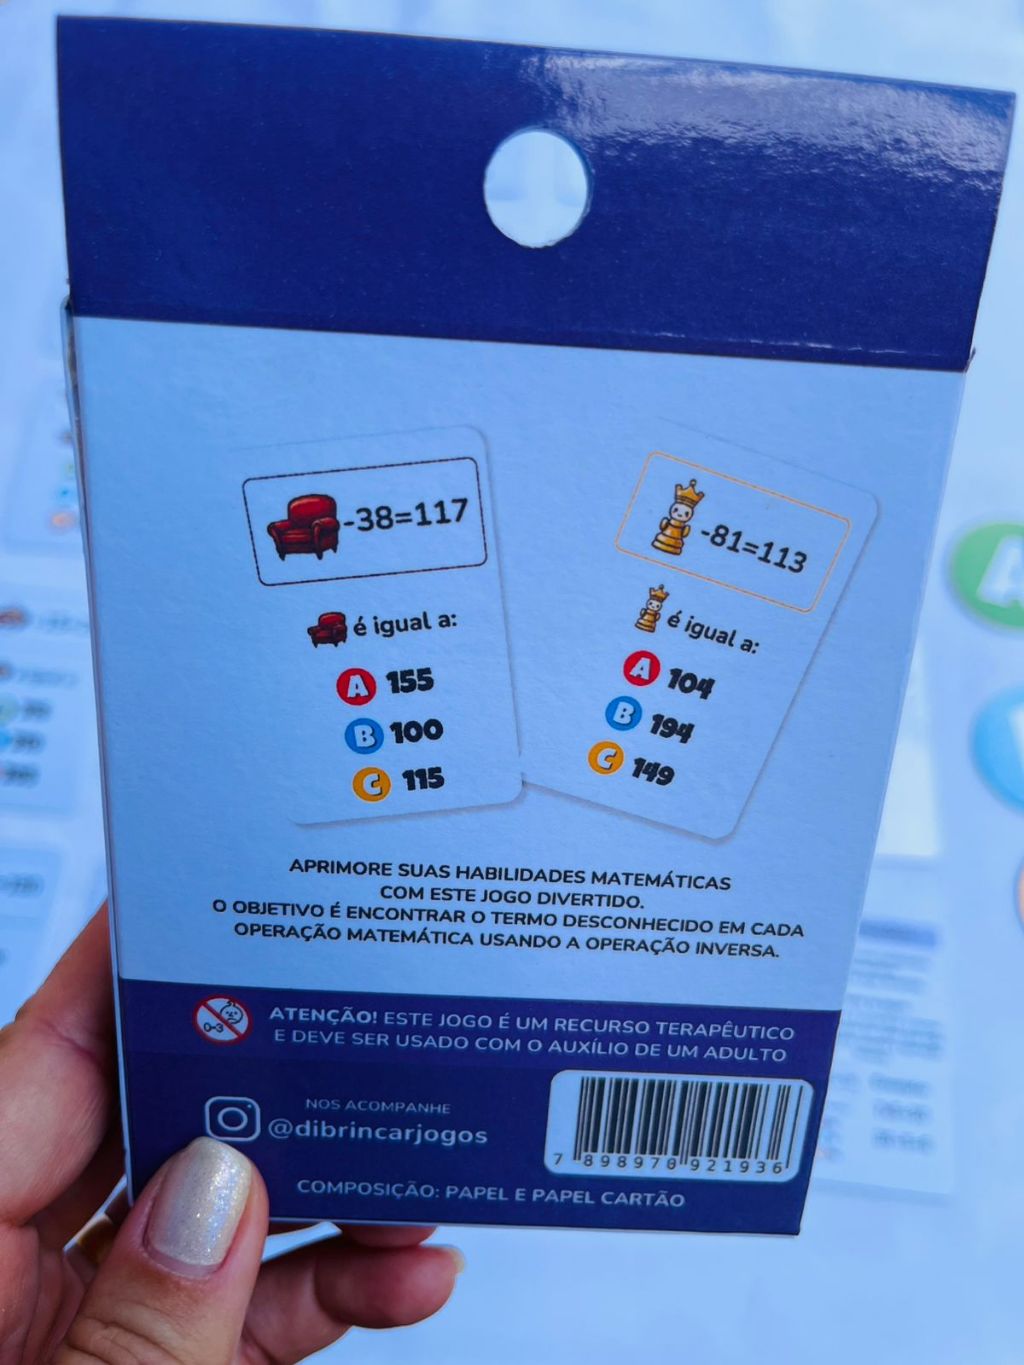 -38=117
é igual a:
A 155
B 100
C 115
-81=113
é igual a:
A 104
B 194
C 149
APRIMORE SUAS HABILIDADES MATEMÁTICAS
COM ESTE JOGO DIVERTIDO.
O OBJETIVO É ENCONTRAR O TERMO DESCONHECIDO EM CADA
OPERAÇÃO MATEMÁTICA USANDO A OPERAÇÃO INVERSA.
0-3
ATENÇÃO! ESTE JOGO É UM RECURSO TERAPÊUTICO
E DEVE SER USADO COM O AUXÍLIO DE UM ADULTO
NOS ACOMPANHE
@dibrincarjogos
7 898970 921936
COMPOSIÇÃO: PAPEL E PAPEL CARTÃO
A